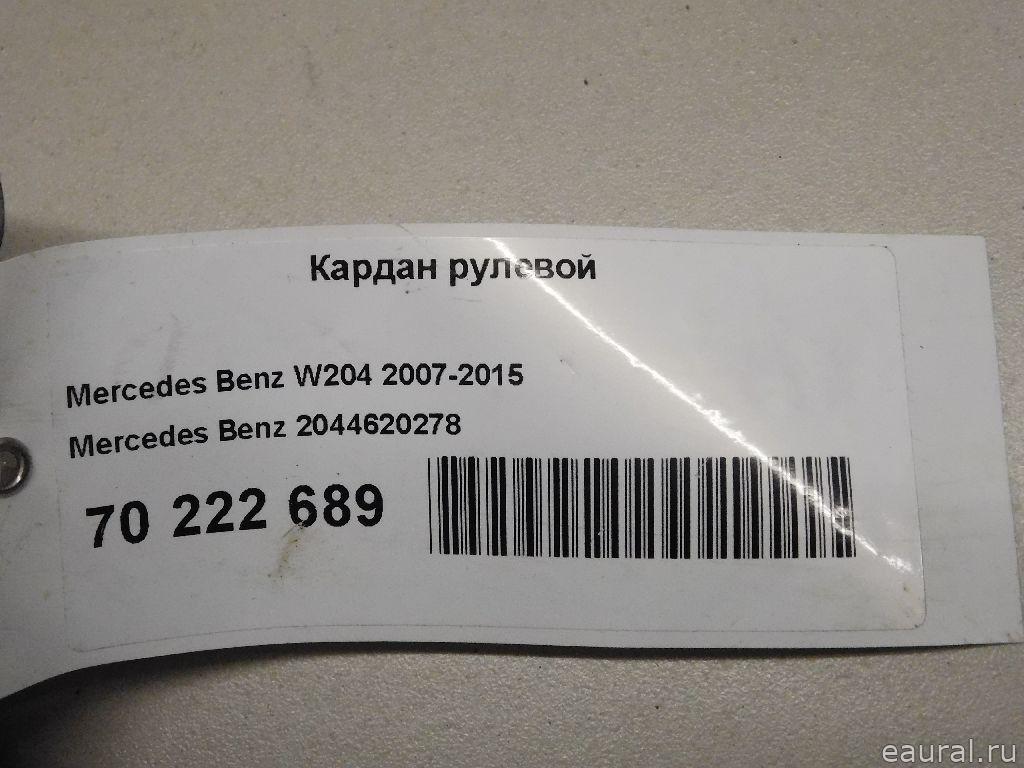 Кардан рулевой
Mercedes Benz W204 2007-2015
Mercedes Benz 2044620278
70 222 689
eaural.ru